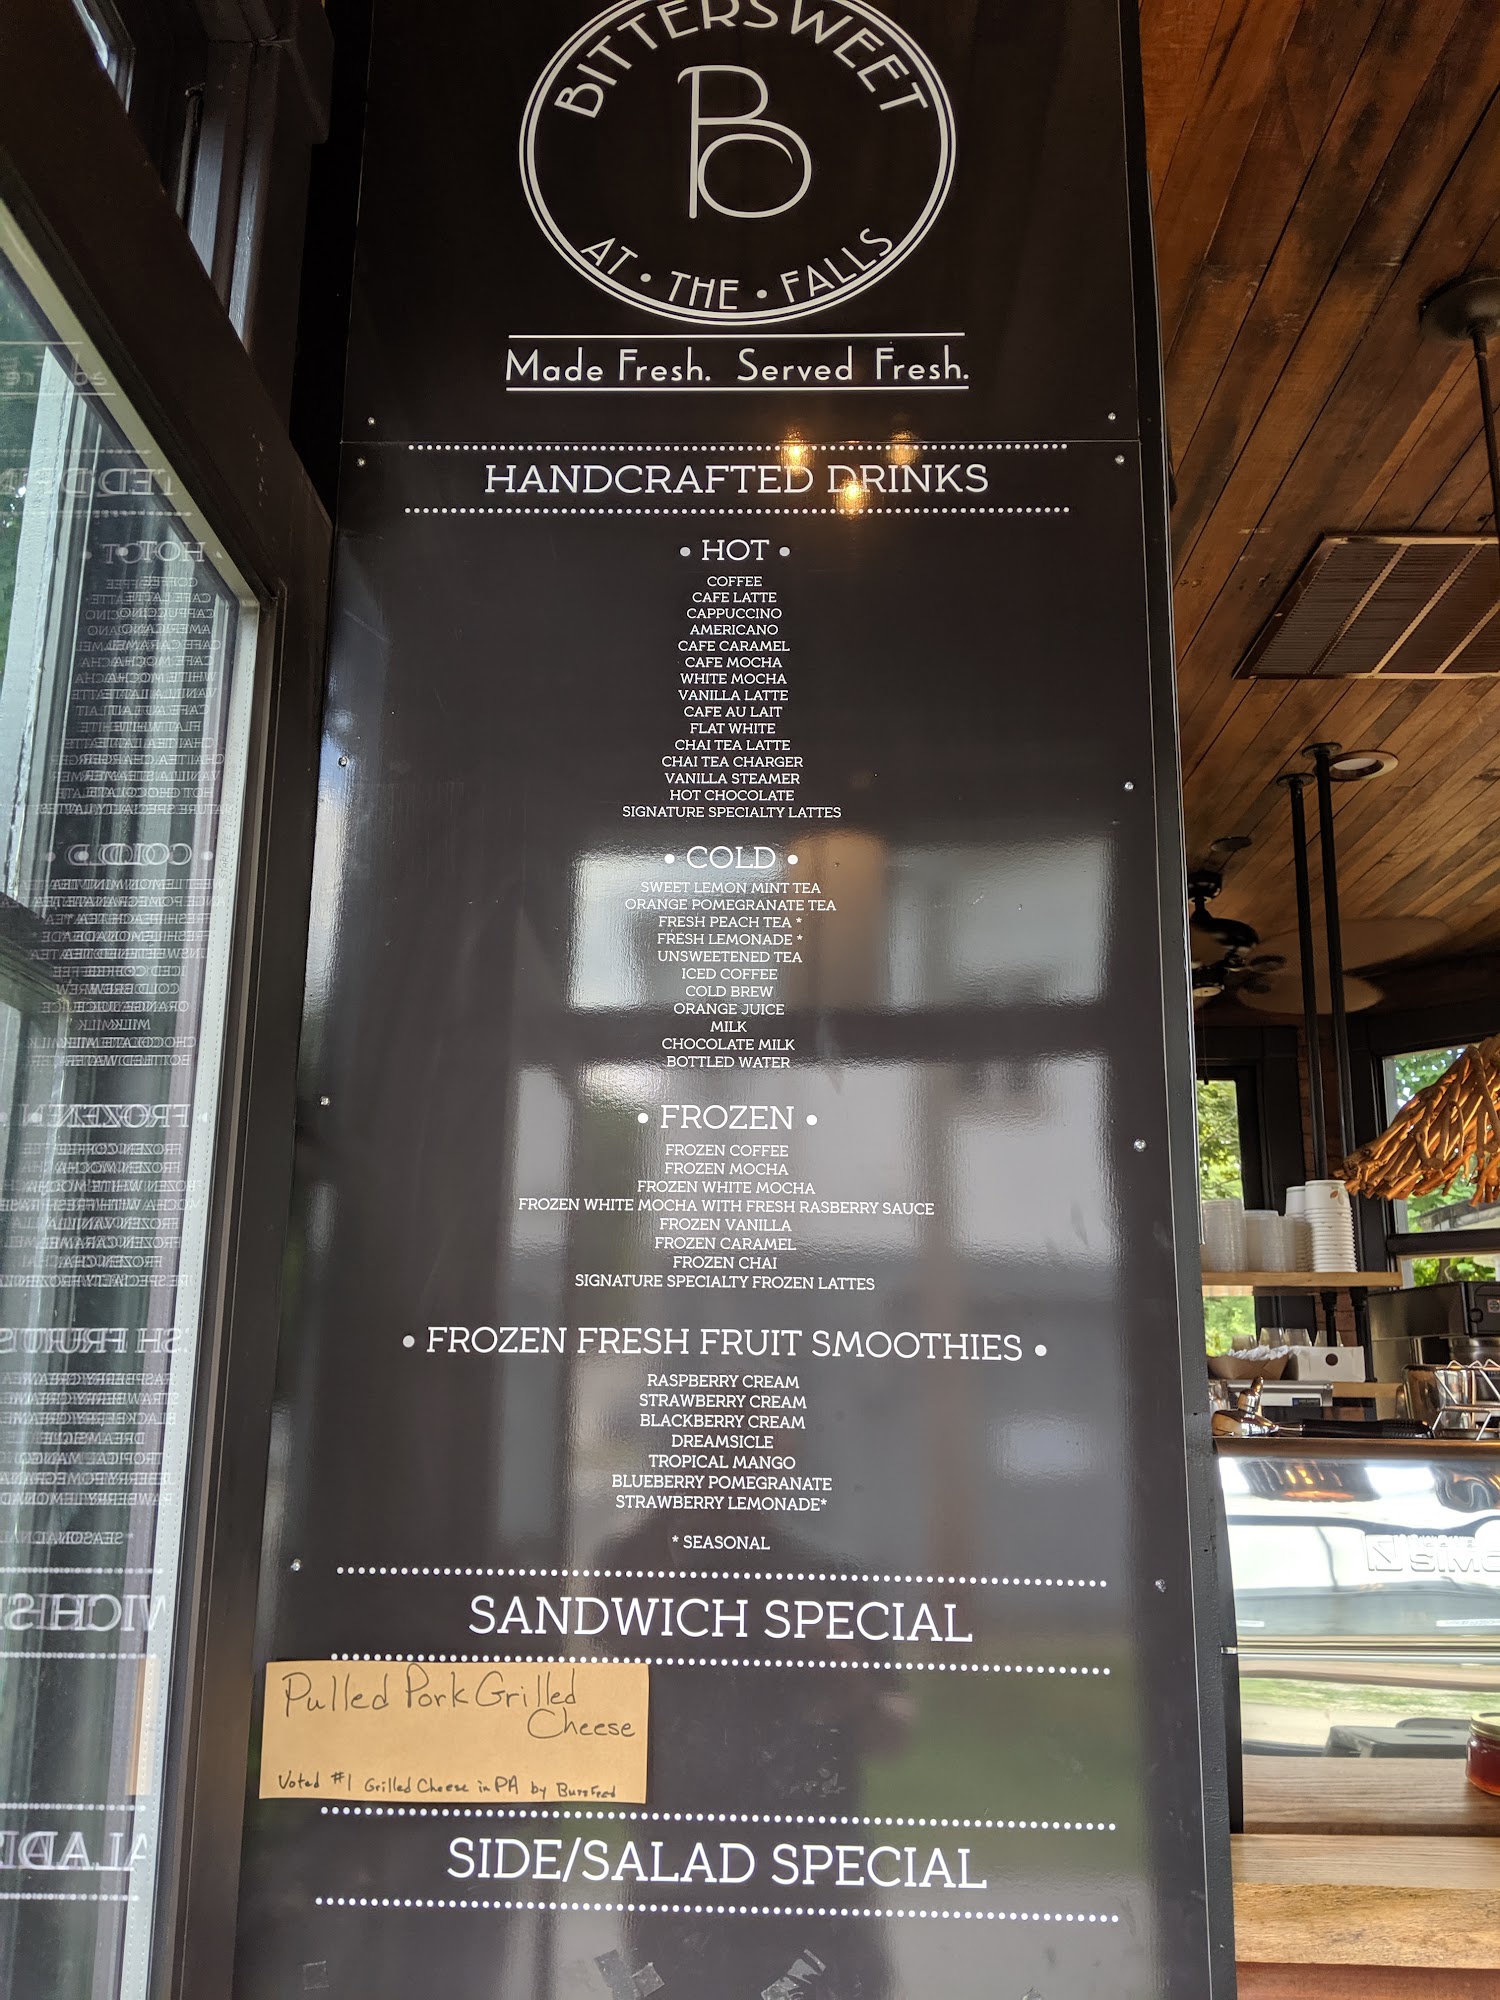 BITTERSWEET
B
AT • THE • FALLS
Made Fresh. Served Fresh.
HANDCRAFTED DRINKS
• HOT •
COFFEE
CAFE LATTE
CAPPUCCINO
AMERICANO
CAFE CARAMEL
CAFE MOCHA
WHITE MOCHA
VANILLA LATTE
CAFE AU LAIT
FLAT WHITE
CHAI TEA LATTE
CHAI TEA CHARGER
VANILLA STEAMER
HOT CHOCOLATE
SIGNATURE SPECIALTY LATTES
• COLD •
SWEET LEMON MINT TEA
ORANGE POMEGRANATE TEA
FRESH PEACH TEA *
FRESH LEMONADE *
UNSWEETENED TEA
ICED COFFEE
COLD BREW
ORANGE JUICE
MILK
CHOCOLATE MILK
BOTTLED WATER
• FROZEN •
FROZEN COFFEE
FROZEN MOCHA
FROZEN WHITE MOCHA
FROZEN WHITE MOCHA WITH FRESH RASBERRY SAUCE
FROZEN VANILLA
FROZEN CARAMEL
FROZEN CHAI
SIGNATURE SPECIALTY FROZEN LATTES
• FROZEN FRESH FRUIT SMOOTHIES •
RASPBERRY CREAM
STRAWBERRY CREAM
BLACKBERRY CREAM
DREAMSICLE
TROPICAL MANGO
BLUEBERRY POMEGRANATE
STRAWBERRY LEMONADE*
* SEASONAL
SANDWICH SPECIAL
Pulled Pork Grilled
Cheese
Voted #1 Grilled Cheese in PA by BuzzFeed
SIDE/SALAD SPECIAL